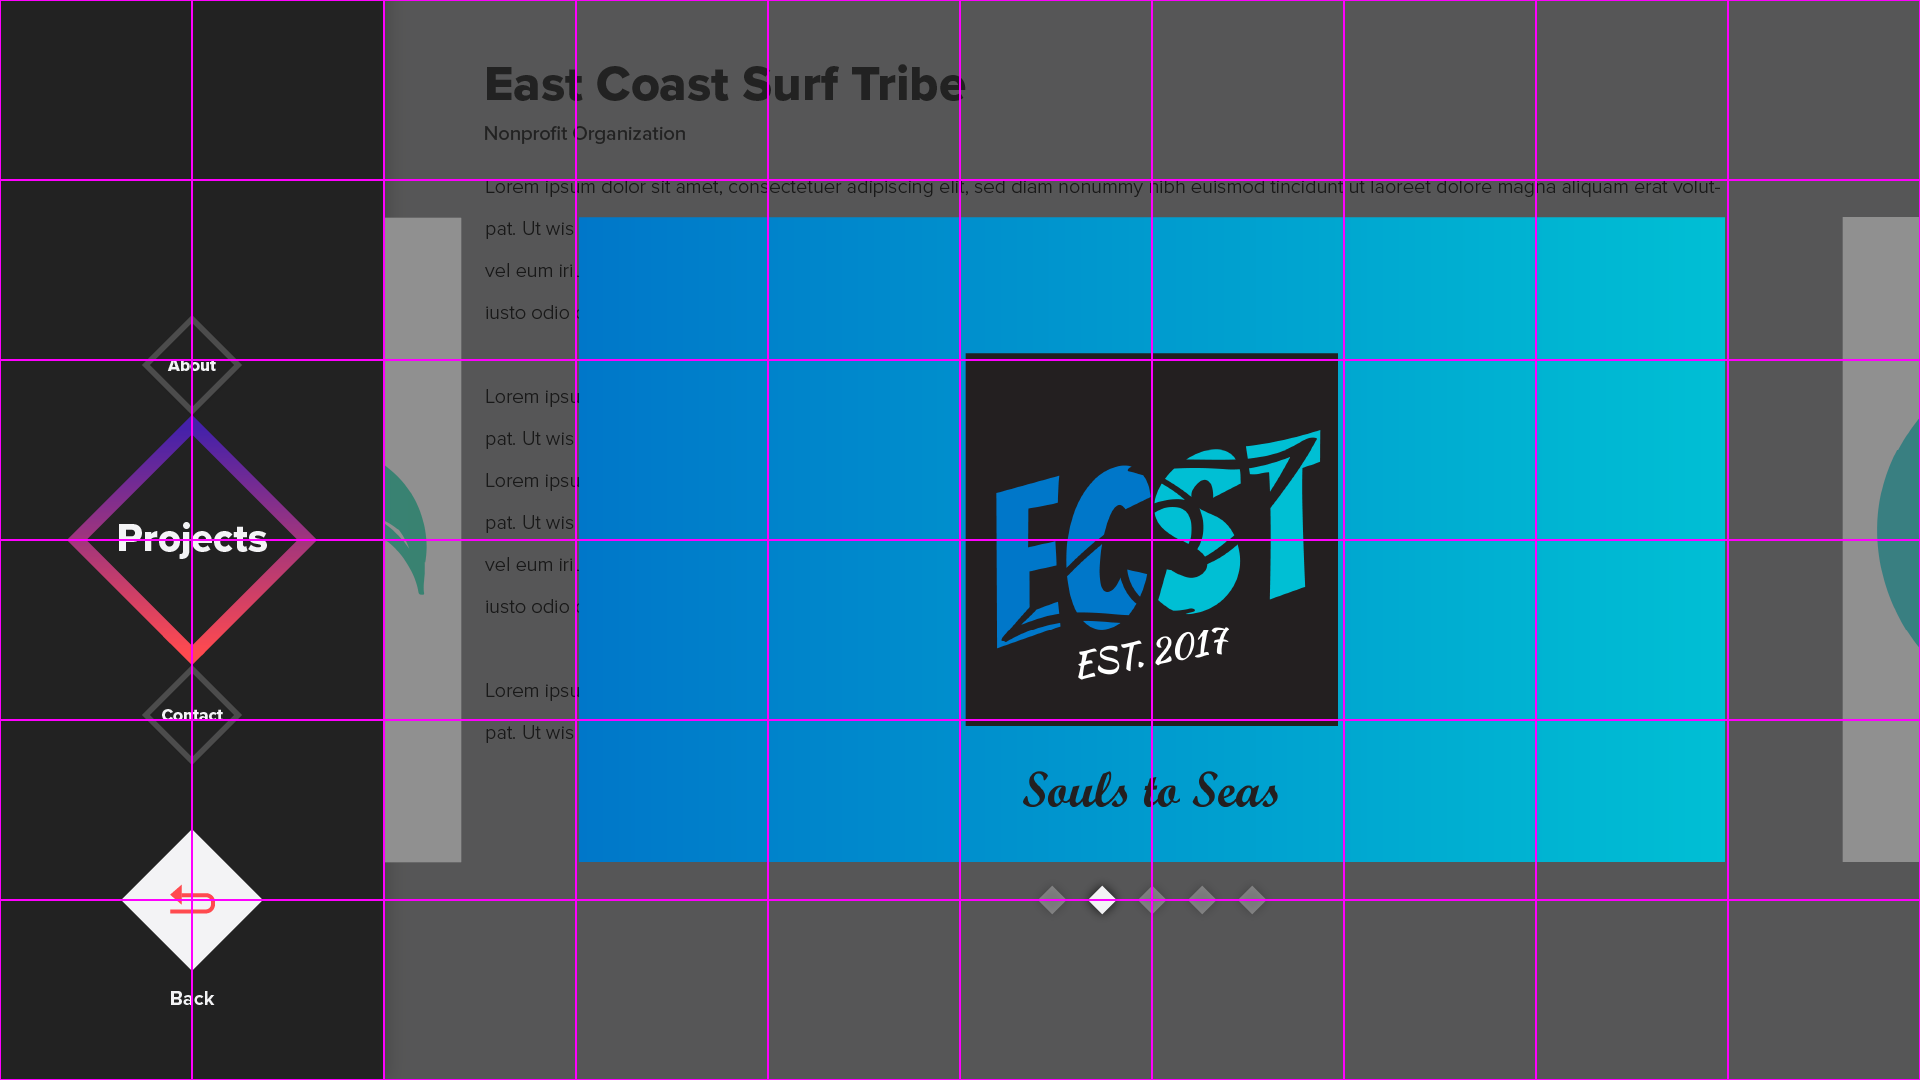 East Coast Surf Tribe
Nonprofit Organization
Lorem ipsum dolor sit amet, consectetuer adipiscing elit, sed diam nonummy nibh euismod tincidunt ut laoreet dolore magna aliquam erat volut-
pat. Ut wis
vel eum iri
iusto odio
Lorem ipsu
pat. Ut wis
Lorem ipsu
pat. Ut wis
vel eum iri
iusto odio
Lorem ipsu
pat. Ut wis
About
Projects
Contact
Back
ECST
EST. 2017
Souls to Seas